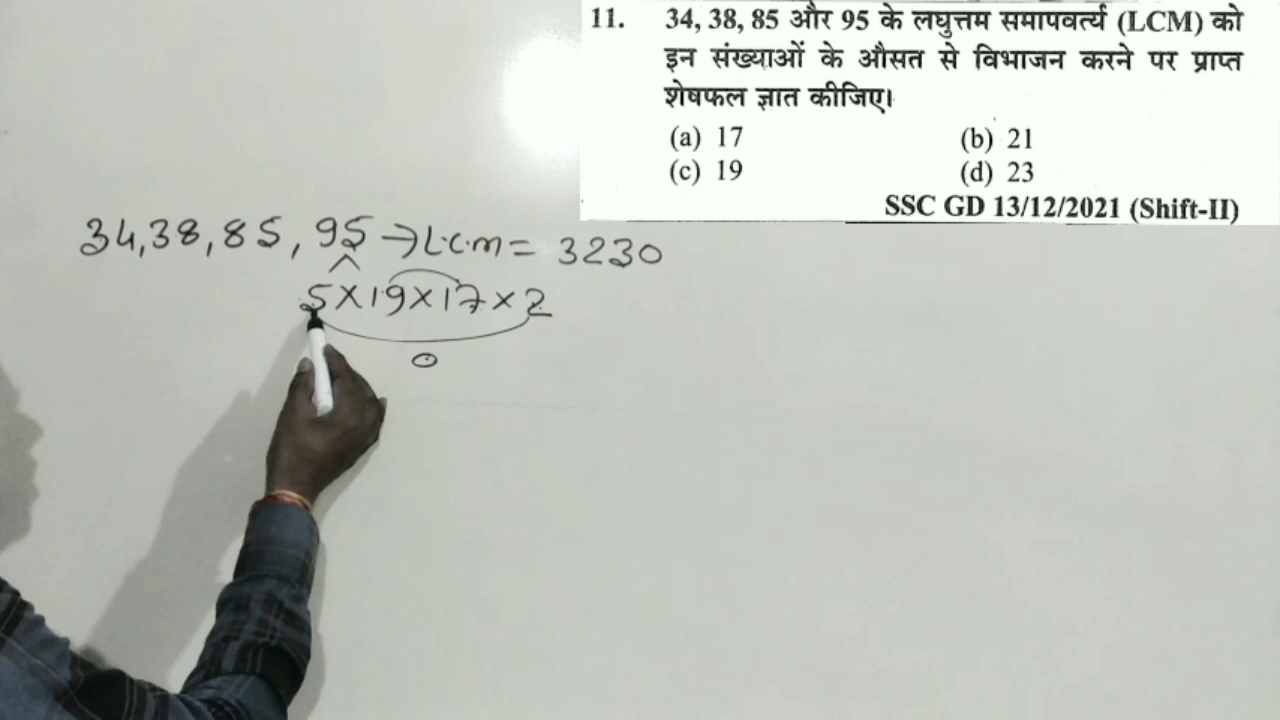 11. 34, 38, 85 और 95 के लघुत्तम समापवर्त्य (LCM) को
इन संख्याओं के औसत से विभाजन करने पर प्राप्त
शेषफल ज्ञात कीजिए।
(a) 17 (b) 21
(c) 19 (d) 23
SSC GD 13/12/2021 (Shift-II)
34,38,85,95→L.C.M = 3230
5×19×17×2
0